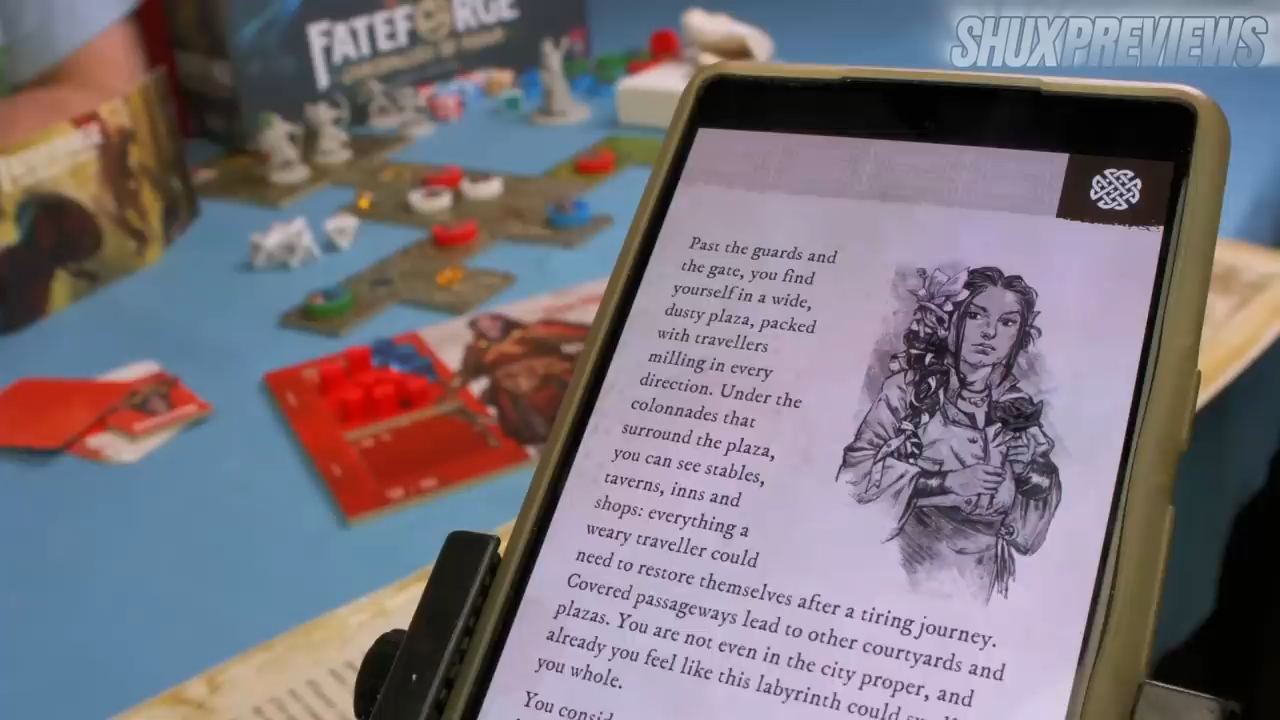 FATEFORGE
SHUXPREVIEWS
Past the guards and
the gate, you find
yourself in a wide,
dusty plaza, packed
with travellers
milling in every
direction. Under the
colonnades that
surround the plaza,
you can see stables,
taverns, inns and
shops: everything a
weary traveller could
need to restore themselves after a tiring journey.
Covered passageways lead to other courtyards and
plazas. You are not even in the city proper, and
already you feel like this labyrinth could
you whole.
You